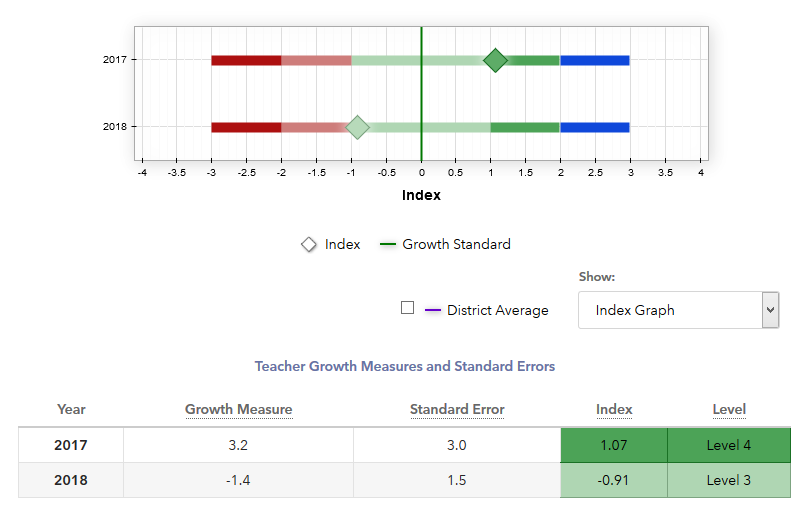 2017
2018
-4 -3.5 -3 -2.5 -2 -1.5 -1 -0.5 0 0.5 1 1.5 2 2.5 3 3.5 4
Index
Index Growth Standard
Show:
District Average Index Graph
Teacher Growth Measures and Standard Errors
Year Growth Measure Standard Error Index Level
2017 3.2 3.0 1.07 Level 4
2018 -1.4 1.5 -0.91 Level 3